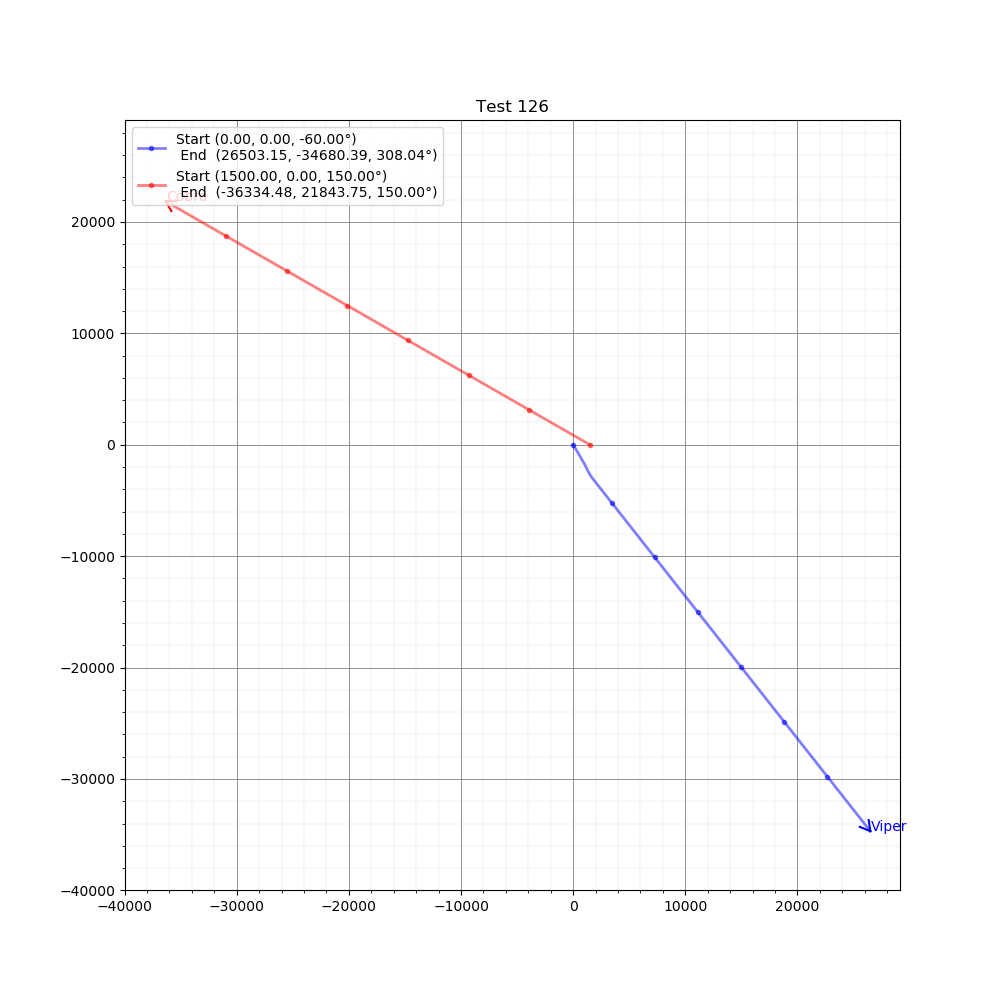 Test 126
Start (0.00, 0.00, -60.00°)
End (26503.15, -34680.39, 308.04°)
Start (1500.00, 0.00, 150.00°)
End (-36334.48, 21843.75, 150.00°)
Cobra
20000
10000
0
−10000
−20000
−30000
−40000
Viper
−40000
−30000
−20000
−10000
0
10000
20000